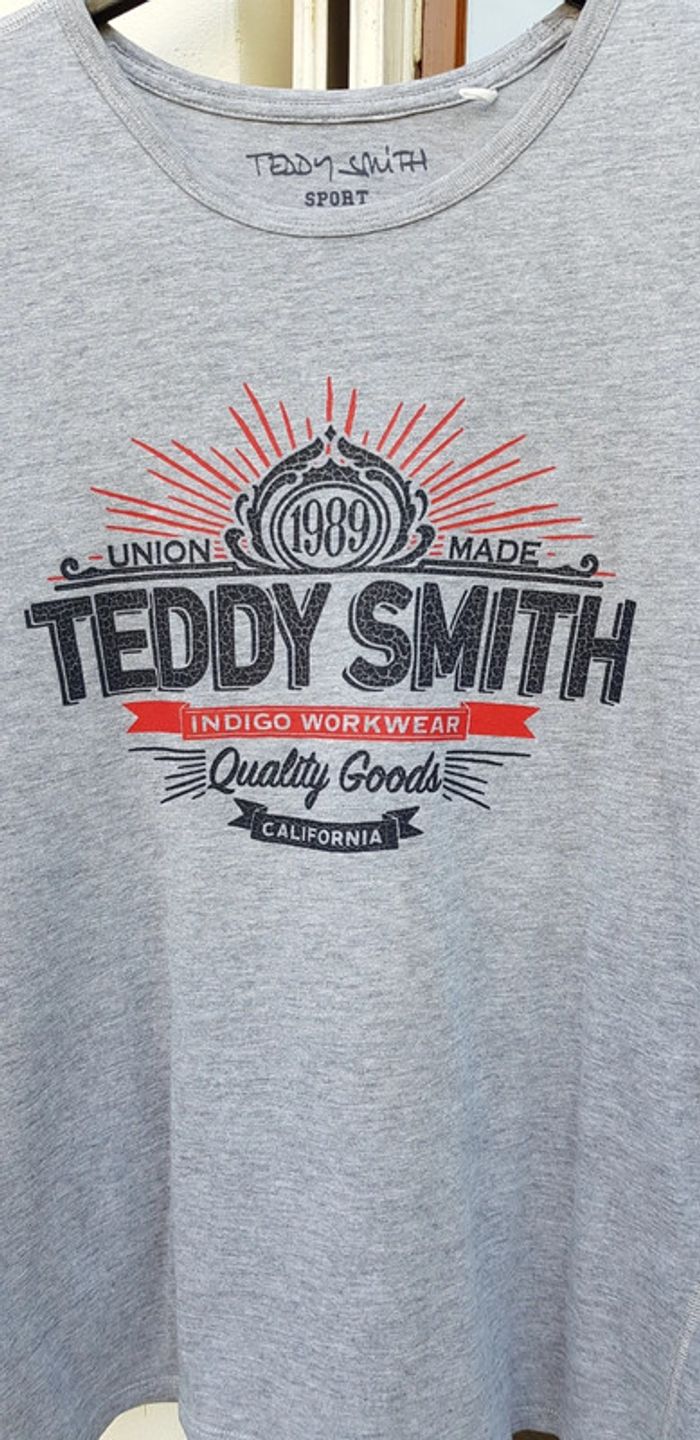 TEDDY SMITH
SPORT
1989
UNION MADE
TEDDY SMITH
INDIGO WORKWEAR
Quality Goods
CALIFORNIA